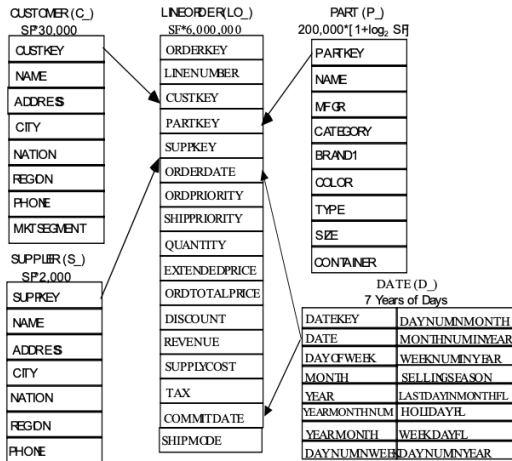 CUSTOMER (C_)
SF*30,000
CUSTKEY
NAME
ADDRESS
CITY
NATION
REGION
PHONE
MKTSEGMENT
SUPPLIER (S_)
SF*2,000
SUPPKEY
NAME
ADDRESS
CITY
NATION
REGION
PHONE
LINEORDER(LO_)
SF*6,000,000
ORDERKEY
LINENUMBER
CUSTKEY
PARTKEY
SUPPKEY
ORDERDATE
ORDPRIORITY
SHIPPRIORITY
QUANTITY
EXTENDEDPRICE
ORDTOTALPRICE
DISCOUNT
REVENUE
SUPPLYCOST
TAX
COMMITDATE
SHIPMODE
PART (P_)
200,000*[1+log₂ SF]
PARTKEY
NAME
MFGR
CATEGORY
BRAND1
COLOR
TYPE
SIZE
CONTAINER
DATE (D_)
7 Years of Days
DATEKEY DAYNUMINMONTH
DATE MONTHNUMINYEAR
DAYOFWEEK WEEKNUMINYEAR
MONTH SELLINGSEASON
YEAR LASTDAYINMONTHFL
YEARMONTHNUM HOLIDAYFL
YEARMONTH WEEKDAYFL
DAYNUMINWEEK DAYNUMINYEAR